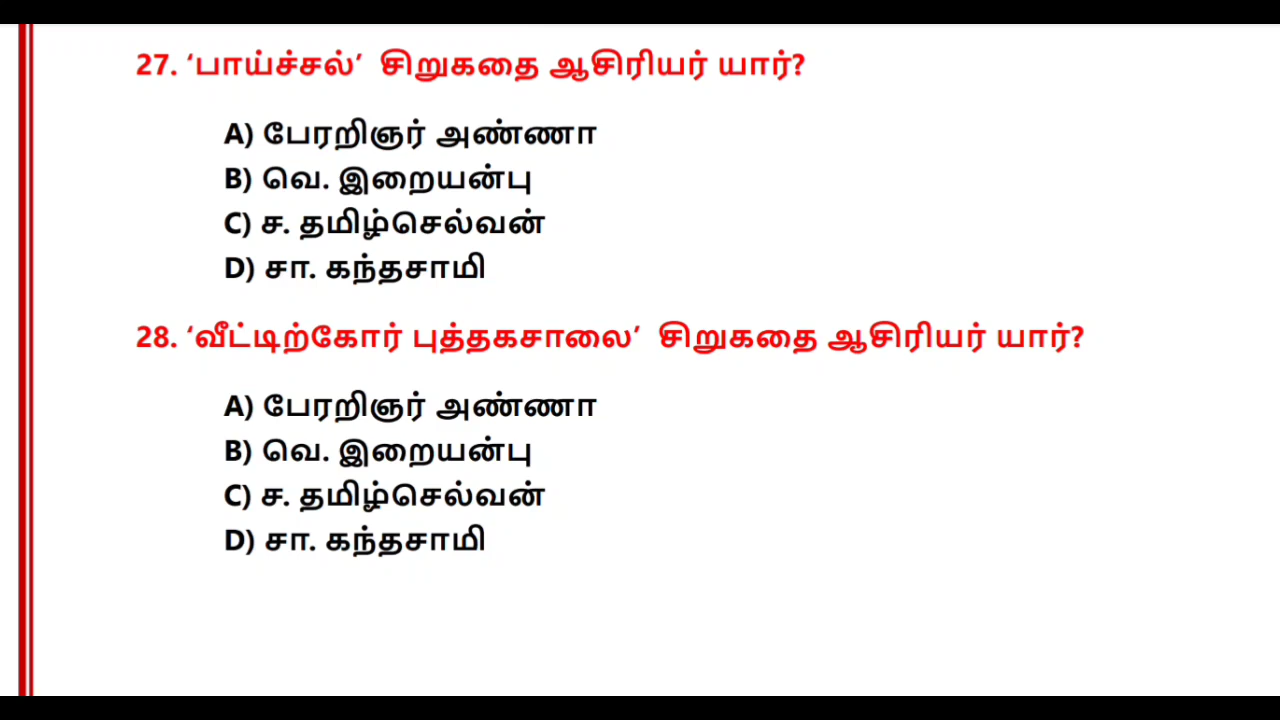 27. ‘பாய்ச்சல்’ சிறுகதை ஆசிரியர் யார்?
A) பேரறிஞர் அண்ணா
B) வெ. இறையன்பு
C) ச. தமிழ்செல்வன்
D) சா. கந்தசாமி
28. ‘வீட்டிற்கோர் புத்தகசாலை’ சிறுகதை ஆசிரியர் யார்?
A) பேரறிஞர் அண்ணா
B) வெ. இறையன்பு
C) ச. தமிழ்செல்வன்
D) சா. கந்தசாமி